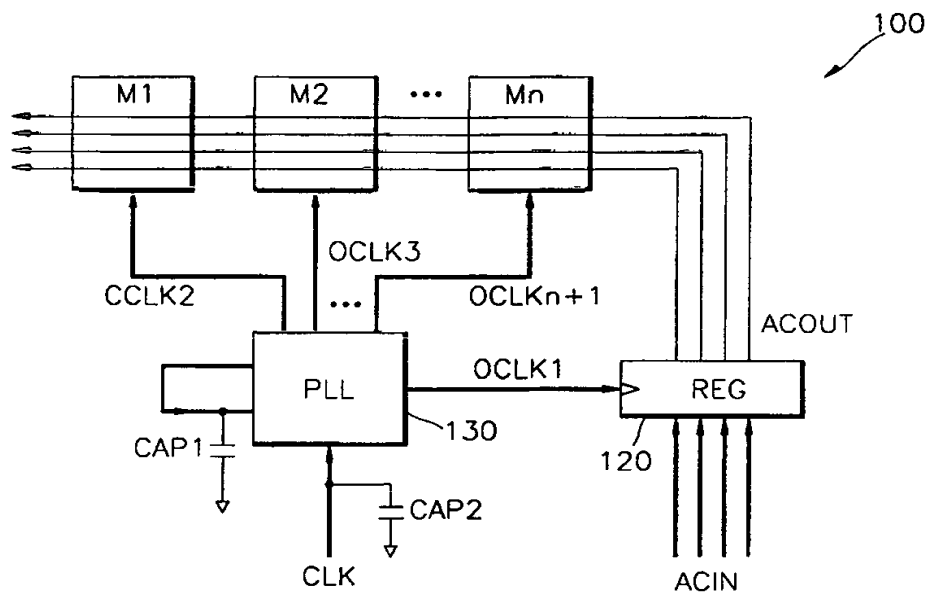 100
M1
M2
...
Mn
OCLK3
CCLK2
...
OCLKn+1
ACOUT
PLL
OCLK1
REG
130
120
CAP1
CAP2
CLK
ACIN